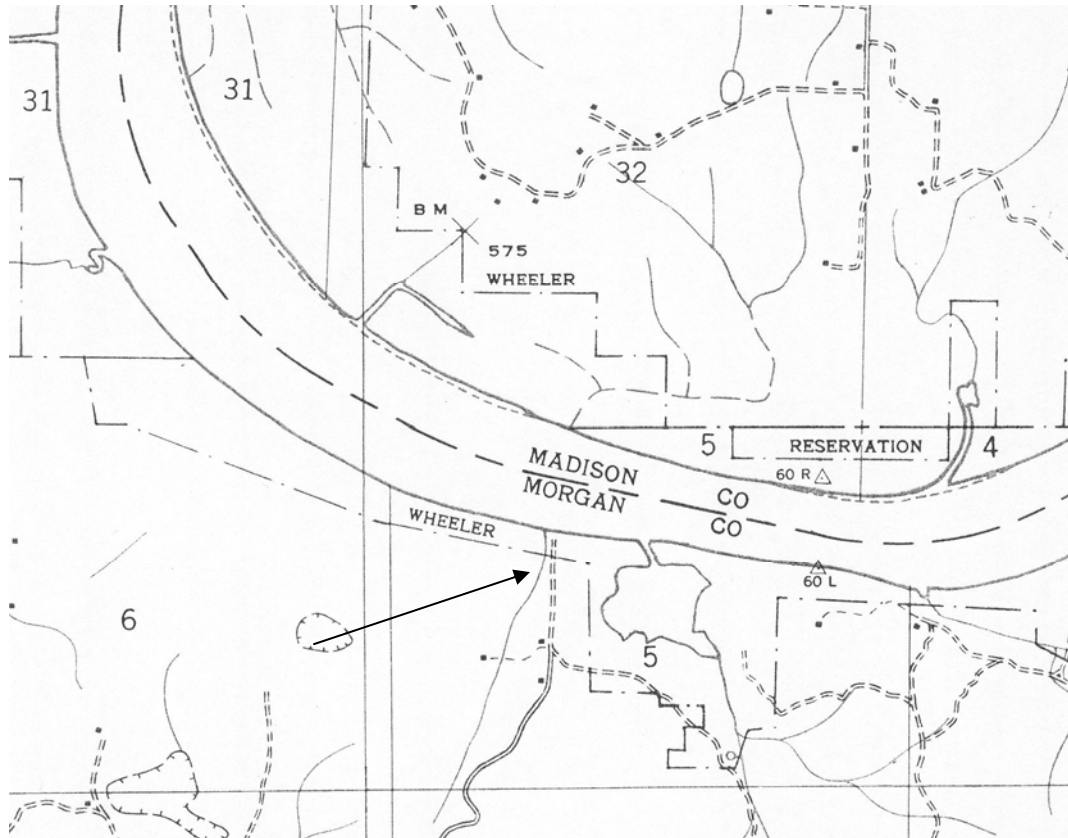 31
31
32
B M
575
WHEELER
5
RESERVATION
4
60 R
MADISON
MORGAN
CO
CO
WHEELER
60 L
6
5